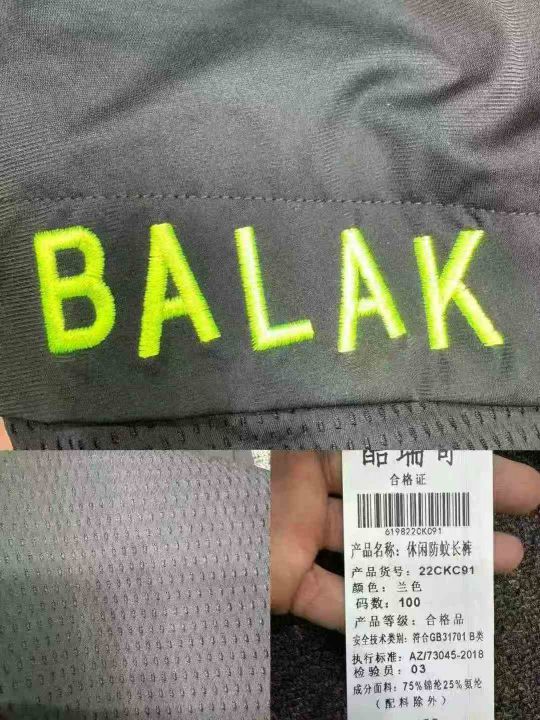 BALAK
合格证
619822CKC91
产品名称: 休闲防蚊长裤
产品货号: 22CKC91
颜色: 兰色
码数: 100
产品等级: 合格品
安全技术类别: 符合GB31701 B类
执行标准: AZ/73045-2018
检验员: 03
成分面料: 75%锦纶25%氨纶
(配料除外)